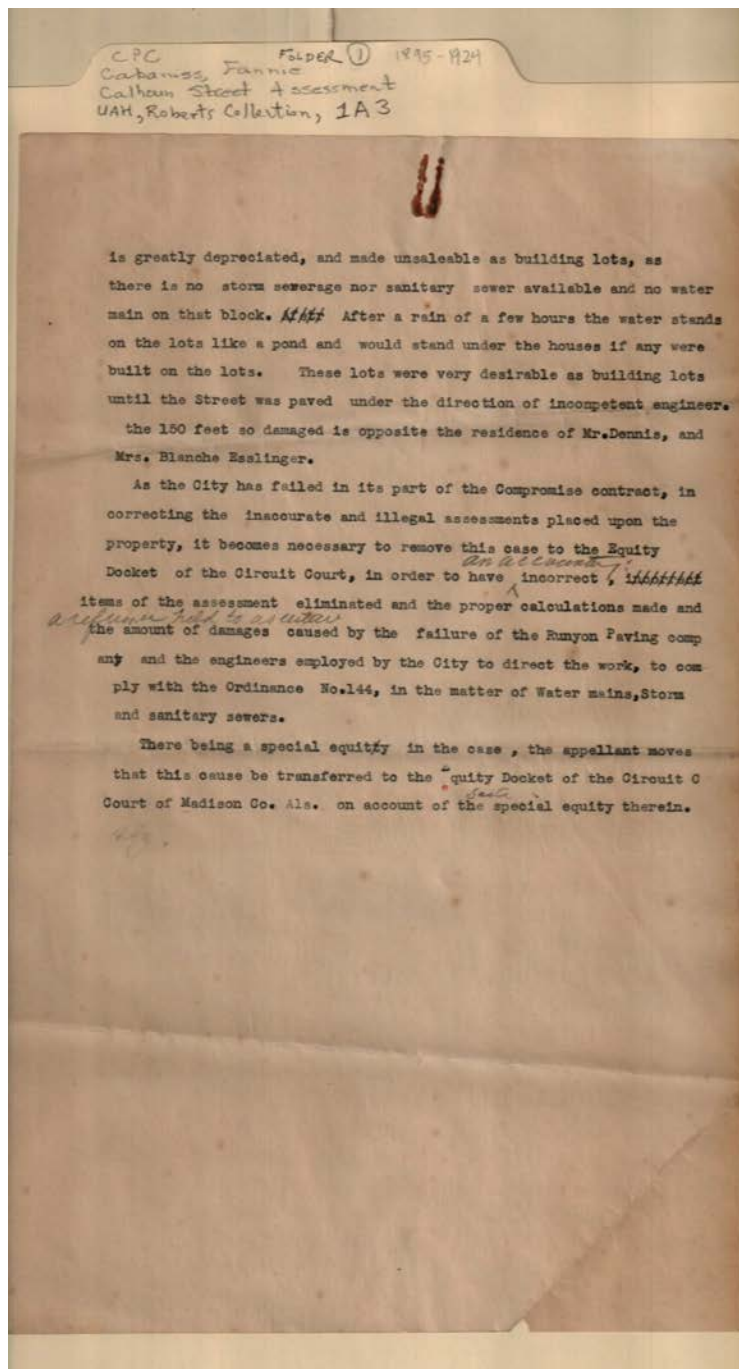 CPC FOLDER 1 1895-1924
Cabaniss, Fannie
Calhoun Street Assessment
UAH, Roberts Collection, 1A3
is greatly depreciated, and made unsaleable as building lots, as
there is no storm sewerage nor sanitary sewer available and no water
main on that block. After a rain of a few hours the water stands
on the lots like a pond and would stand under the houses if any were
built on the lots. These lots were very desirable as building lots
until the Street was paved under the direction of incompetent engineer.
the 150 feet so damaged is opposite the residence of Mr.Dennis, and
Mrs. Blanche Esslinger.
As the City has failed in its part of the Compromise contract, in
correcting the inaccurate and illegal assessments placed upon the
property, it becomes necessary to remove this case to the Equity
an accounting
Docket of the Circuit Court, in order to have incorrect ,
items of the assessment eliminated and the proper calculations made and
a reference held to
the amount of damages caused by the failure of the Runyon Paving comp
any and the engineers employed by the City to direct the work, to com
ply with the Ordinance No.144, in the matter of Water mains,Storm
and sanitary sewers.
There being a special equity in the case , the appellant moves
that this cause be transferred to the Equity Docket of the Circuit C
Court of Madison Co. Ala. on account of the special equity therein.